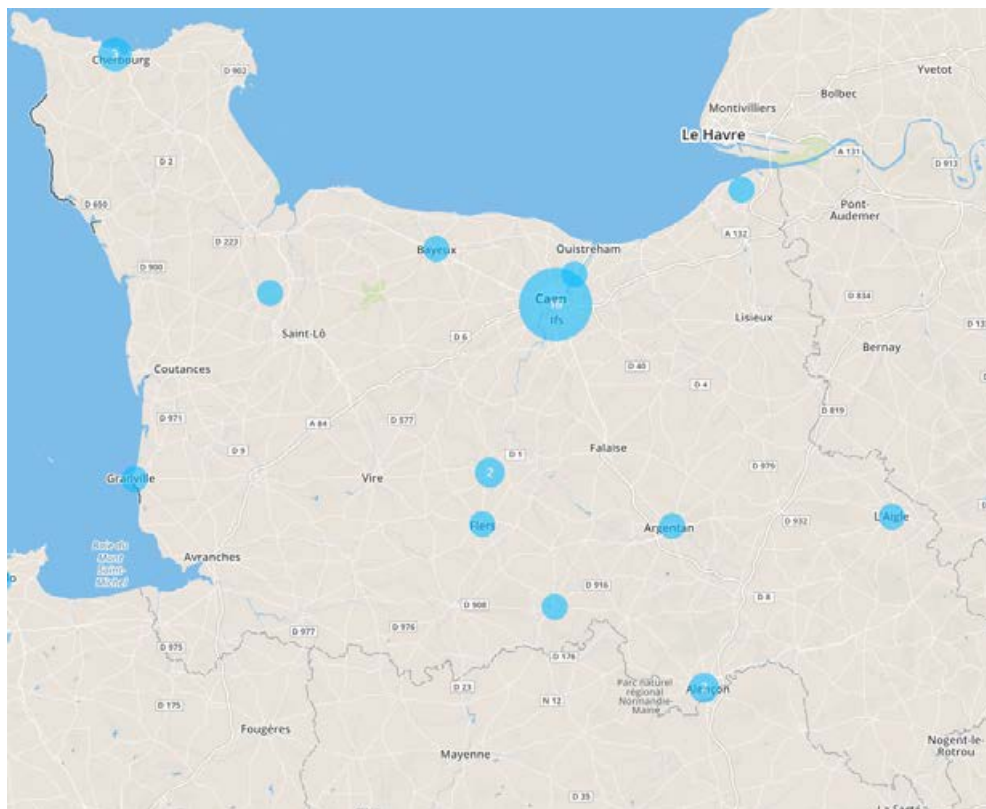 Cherbourg
D 902
Yvetot
Bolbec
Montivilliers
Le Havre
A 131
D 913
D 2
D 650
Pont-
Audemer
D 223
Bayeux
Ouistreham
A 132
D 900
D 834
Caen
Ifs
Lisieux
Saint-Lô
D 6
Bernay
Coutances
D 40
D 4
D 971
D 577
D 819
A 84
D 9
D 1
Falaise
D 979
Granville
Vire
2
Flers
Argentan
D 932
L'Aigle
Baie du
Mont
Saint-
Michel
Avranches
D 916
D 8
D 908
D 976
D 977
D 975
D 176
Parc naturel
régional
Normandie-
Maine
Alençon
D 23
N 12
D 175
Fougères
Mayenne
Nogent-le-
Rotrou
D 35